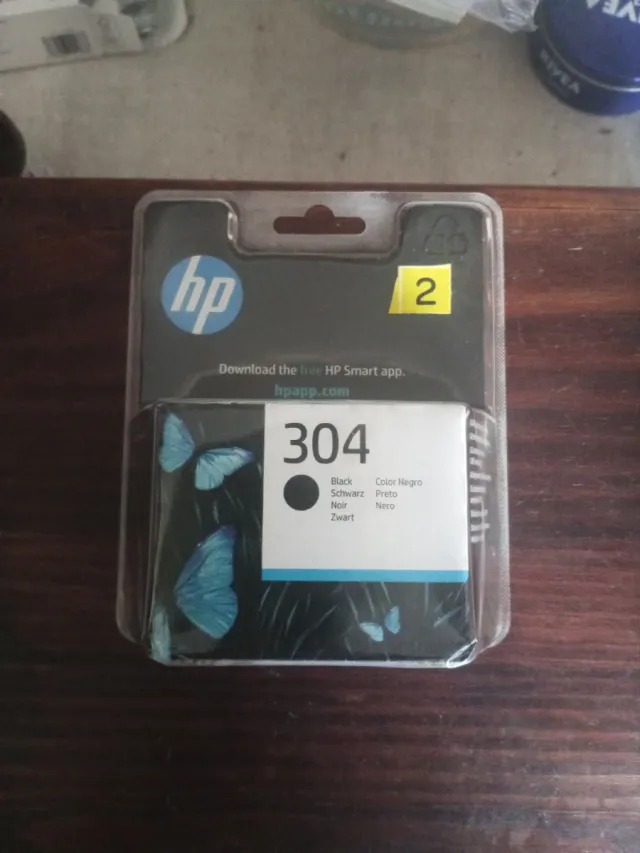 NIVEA
NIVEA
hp
2
Download the free HP Smart app.
hpapp.com
304
Black
Schwarz
Noir
Zwart
Color Negro
Preto
Nero